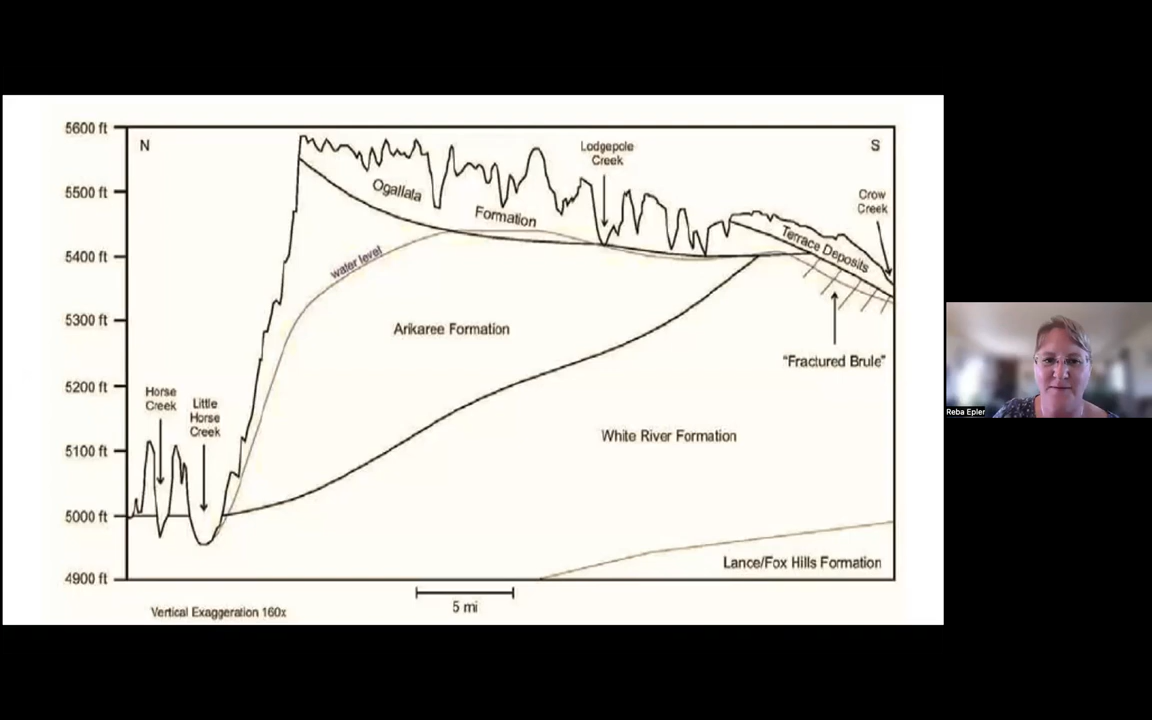 5600 ft
N
S
Lodgepole
Creek
5500 ft
Ogallala
Crow
Creek
Formation
5400 ft
water level
Terrace Deposits
5300 ft
Arikaree Formation
"Fractured Brule"
5200 ft
Horse
Creek
Little
Horse
Creek
5100 ft
White River Formation
5000 ft
Lance/Fox Hills Formation
4900 ft
5 mi
Vertical Exaggeration 160x
Reba Epler